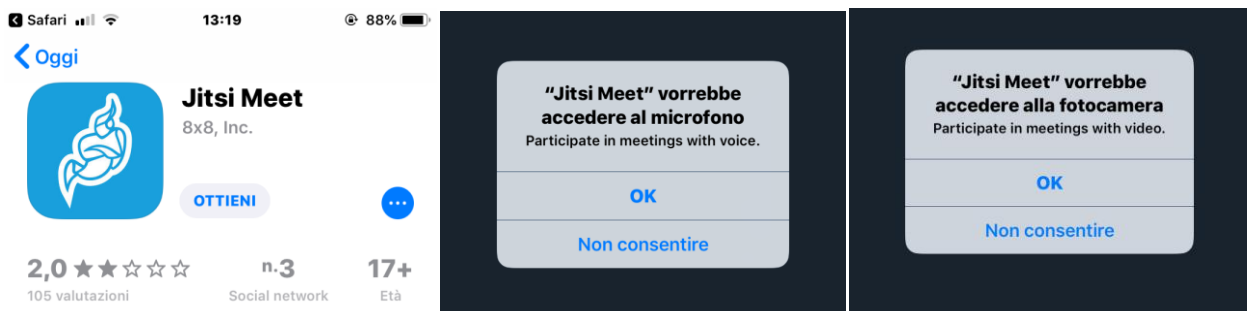 Safari 13:19 88%
Oggi
Jitsi Meet
8x8, Inc.
OTTIENI
2,0 n.3 17+
105 valutazioni Social network Età
“Jitsi Meet” vorrebbe
accedere al microfono
Participate in meetings with voice.
OK
Non consentire
“Jitsi Meet” vorrebbe
accedere alla fotocamera
Participate in meetings with video.
OK
Non consentire